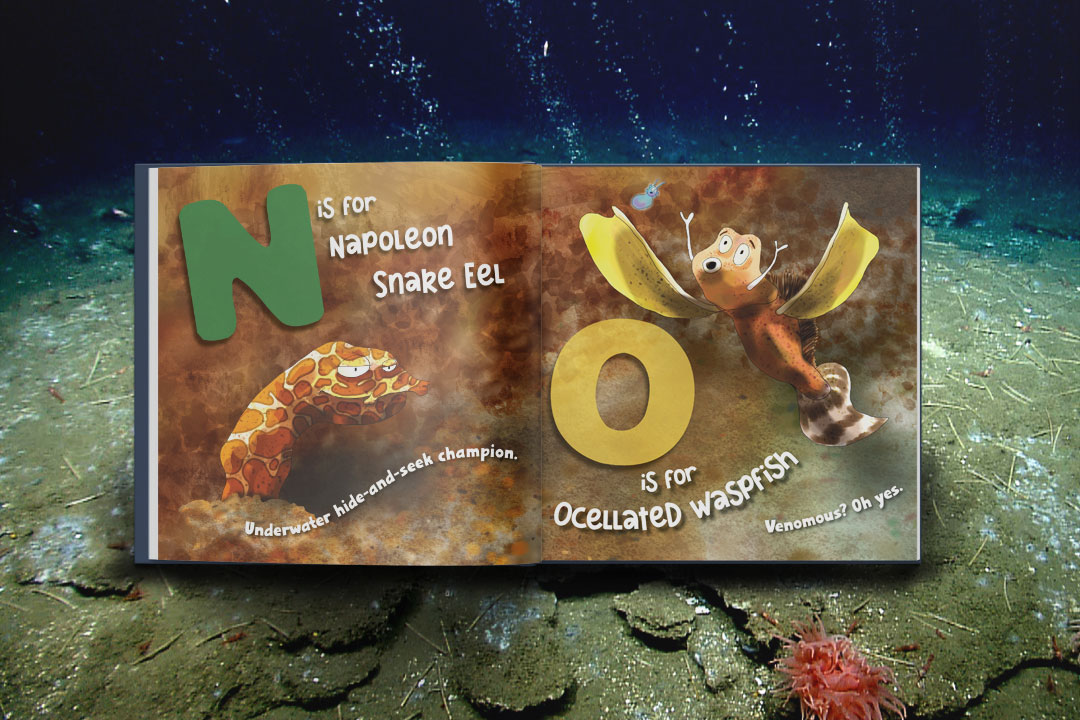 N is for
Napoleon
Snake Eel
Underwater hide-and-seek champion.
O
is for
Ocellated Waspfish
Venomous? Oh yes.